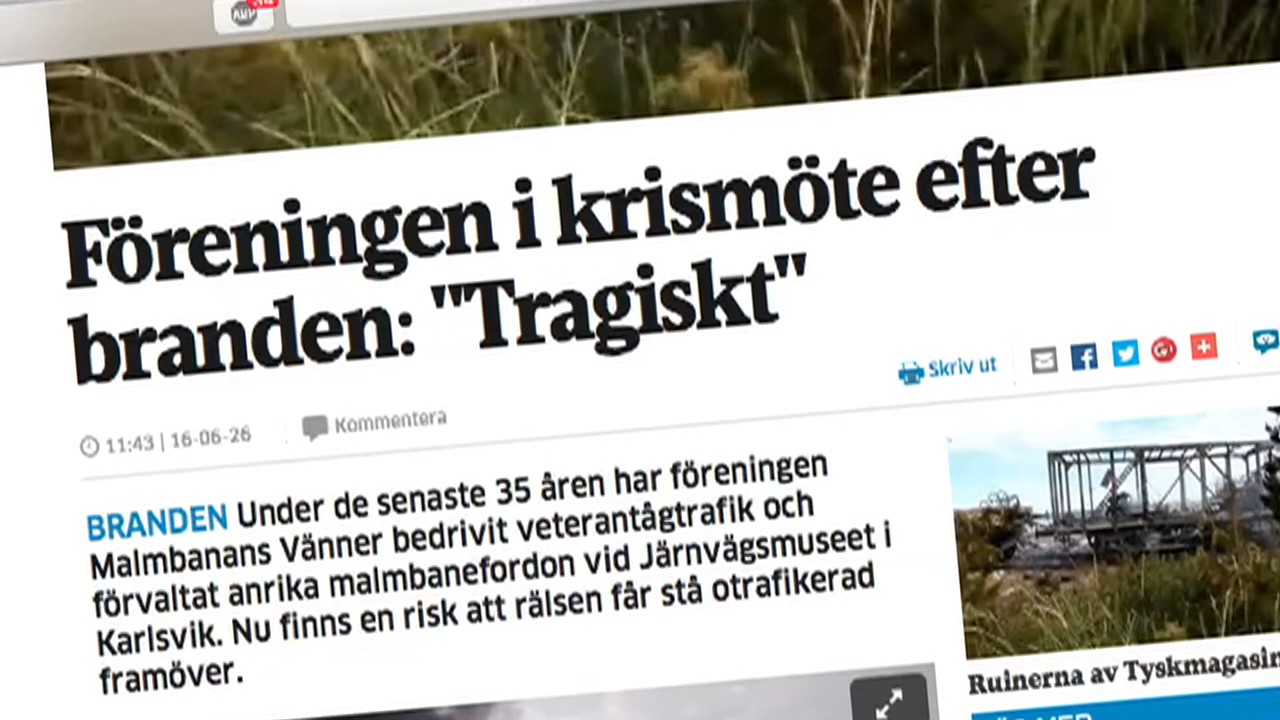 ABP
Föreningen i krismöte efter
branden: "Tragiskt"
Skriv ut
11:43 | 16-06-26
Kommentera
BRANDEN Under de senaste 35 åren har föreningen
Malmbanans Vänner bedrivit veterantågtrafik och
förvaltat anrika malmbanefordon vid Järnvägsmuseet i
Karlsvik. Nu finns en risk att rälsen får stå otrafikerad
framöver.
Ruinerna av Tyskmagasin